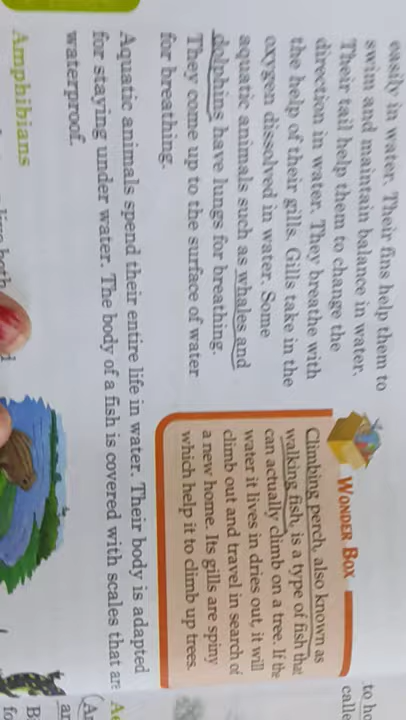 easily in water. Their fins help them to
swim and maintain balance in water.
Their tail help them to change the
direction in water. They breathe with
the help of their gills. Gills take in the
oxygen dissolved in water. Some
aquatic animals such as whales and
dolphins have lungs for breathing.
They come up to the surface of water
for breathing.
WONDER BOX
Climbing perch, also known as
walking fish, is a type of fish that
can actually climb on a tree. If the
water it lives in dries out, it will
climb out and travel in search of
a new home. Its gills are spiny
which help it to climb up trees.
Aquatic animals spend their entire life in water. Their body is adapted
for staying under water. The body of a fish is covered with scales that are
waterproof.
Amphibians
both
to